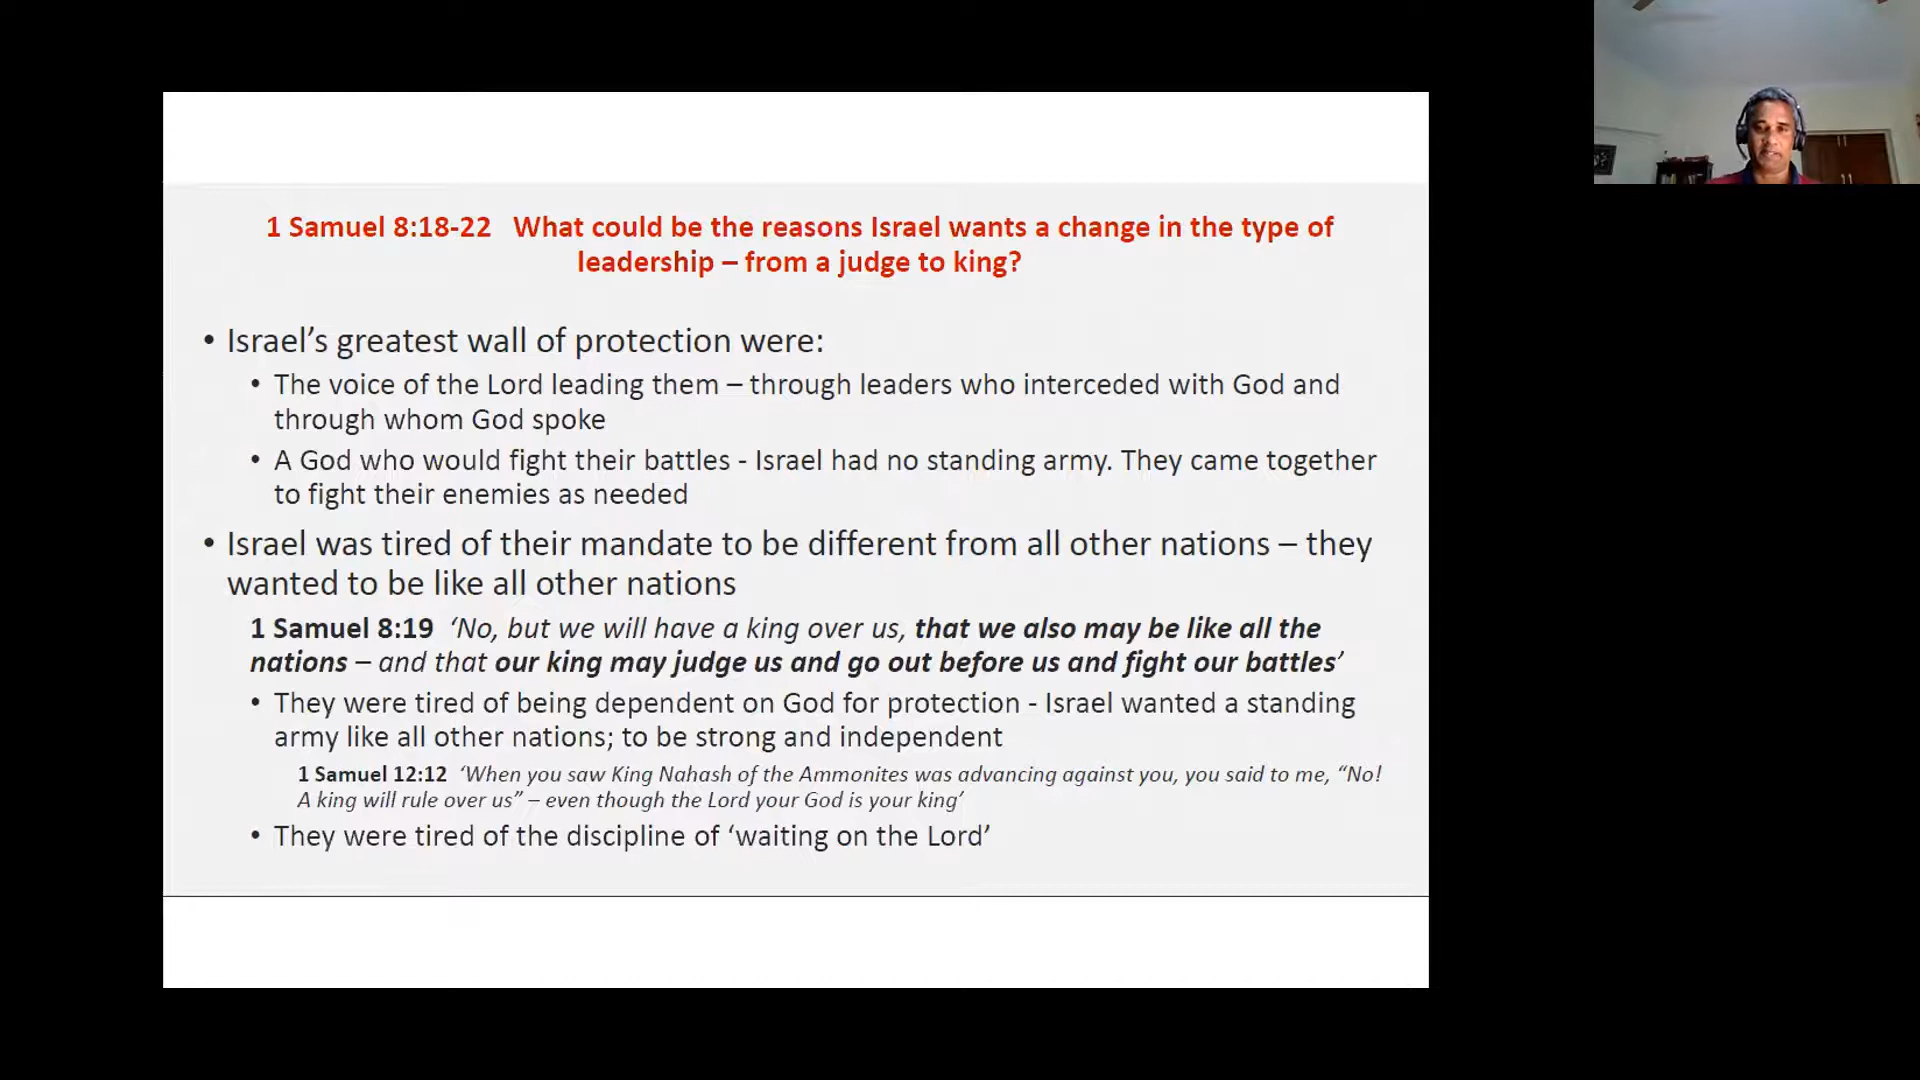 1 Samuel 8:18-22   What could be the reasons Israel wants a change in the type of
leadership – from a judge to king?
• Israel’s greatest wall of protection were:
• The voice of the Lord leading them – through leaders who interceded with God and
through whom God spoke
• A God who would fight their battles - Israel had no standing army. They came together
to fight their enemies as needed
• Israel was tired of their mandate to be different from all other nations – they
wanted to be like all other nations
1 Samuel 8:19  ‘No, but we will have a king over us, that we also may be like all the
nations – and that our king may judge us and go out before us and fight our battles’
• They were tired of being dependent on God for protection - Israel wanted a standing
army like all other nations; to be strong and independent
1 Samuel 12:12  ‘When you saw King Nahash of the Ammonites was advancing against you, you said to me, “No!
A king will rule over us” – even though the Lord your God is your king’
• They were tired of the discipline of ‘waiting on the Lord’